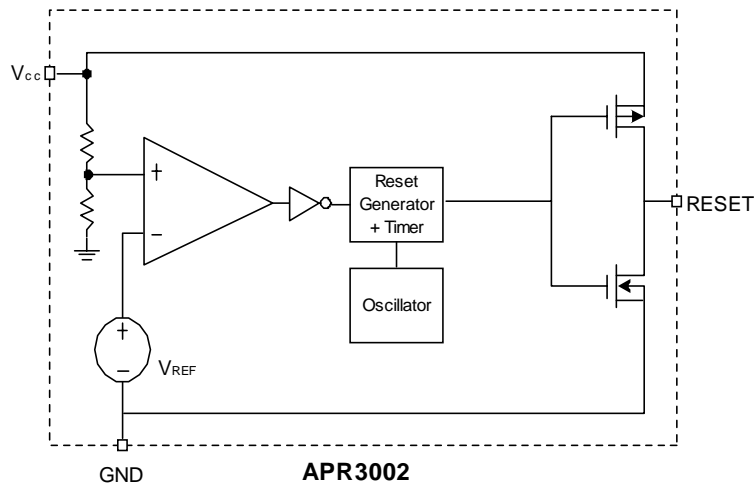 Vcc
+
−
Reset
Generator
+ Timer
RESET
Oscillator
+
−
VREF
GND
APR3002